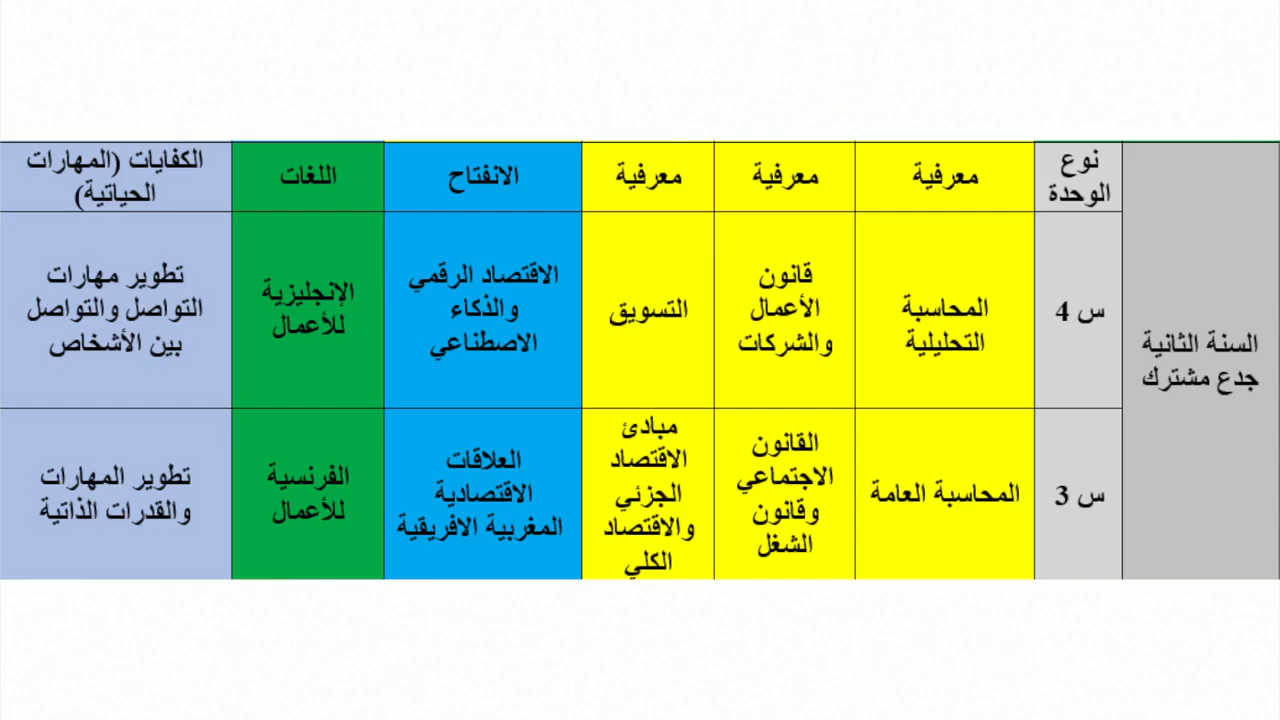 السنة الثانية
جدع مشترك
نوع
الوحدة
معرفية
معرفية
معرفية
الانفتاح
اللغات
الكفايات (المهارات
الحياتية)
س 4
المحاسبة
التحليلية
قانون
الأعمال
والشركات
التسويق
الاقتصاد الرقمي
والذكاء
الاصطناعي
الإنجليزية
للأعمال
تطوير مهارات
التواصل والتواصل
بين الأشخاص
س 3
المحاسبة العامة
القانون
الاجتماعي
وقانون
الشغل
مبادئ
الاقتصاد
الجزئي
والاقتصاد
الكلي
العلاقات
الاقتصادية
المغربية الافريقية
الفرنسية
للأعمال
تطوير المهارات
والقدرات الذاتية